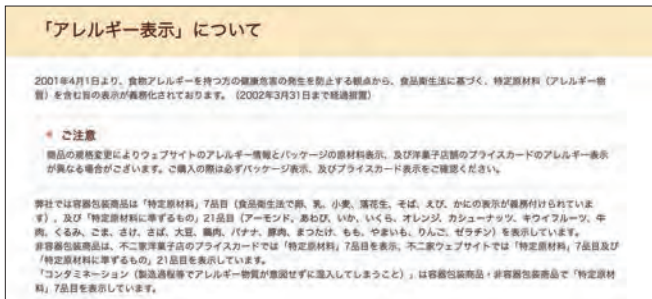 「アレルギー表示」について
2001年4月1日より、食物アレルギーを持つ方の健康危害の発生を防止する観点から、食品衛生法に基づく、特定原材料（アレルギー物
質）を含む旨の表示が義務化されております。（2002年3月31日まで経過措置）
ご注意
商品の規格変更によりウェブサイトのアレルギー情報とパッケージの原材料表示、及び洋菓子店舗のプライスカードのアレルギー表示
が異なる場合がございます。ご購入の際は必ずパッケージ表示、及びプライスカード表示をご確認ください。
弊社では容器包装商品は「特定原材料」7品目（食品衛生法で卵、乳、小麦、落花生、そば、えび、かにの表示が義務付けられていま
す）、及び「特定原材料に準ずるもの」21品目（アーモンド、あわび、いか、いくら、オレンジ、カシューナッツ、キウイフルーツ、牛
肉、くるみ、ごま、さけ、さば、大豆、鶏肉、バナナ、豚肉、まつたけ、もも、やまいも、りんご、ゼラチン）を表示しています。
非容器包装商品は、不二家洋菓子店のプライスカードでは「特定原材料」7品目を表示、不二家ウェブサイトでは「特定原材料」7品目及び
「特定原材料に準ずるもの」21品目を表示しています。
「コンタミネーション（製造過程等でアレルギー物質が意図せずに混入してしまうこと）」は容器包装商品・非容器包装商品で「特定原材
料」7品目を表示しています。